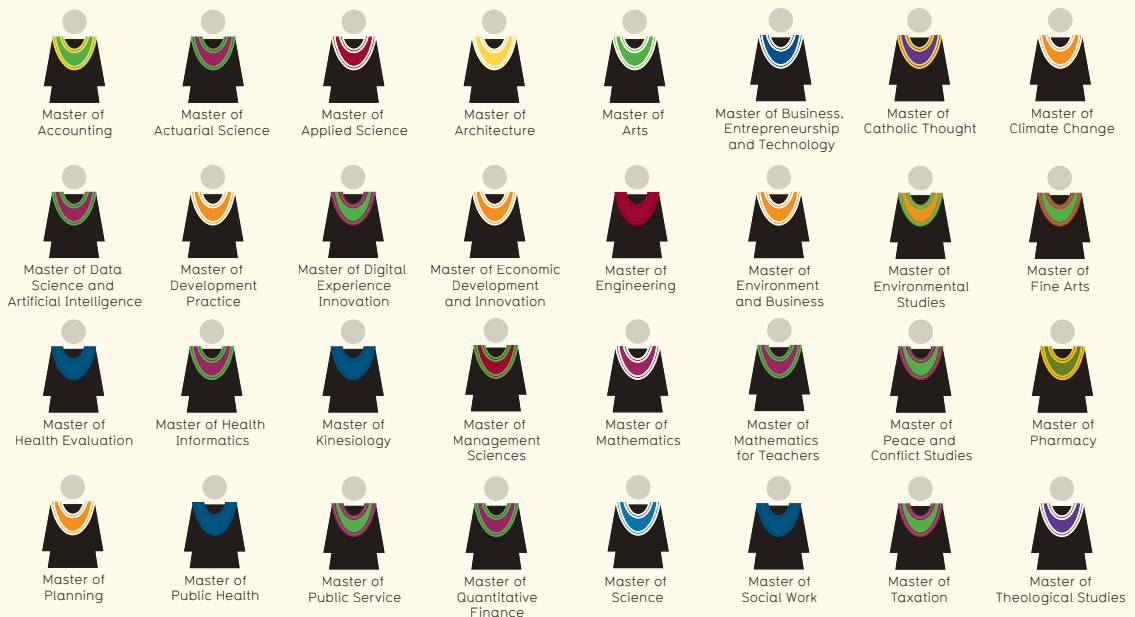 Master of
Accounting
Master of
Actuarial Science
Master of
Applied Science
Master of
Architecture
Master of
Arts
Master of Business,
Entrepreneurship
and Technology
Master of
Catholic Thought
Master of
Climate Change
Master of Data
Science and
Artificial Intelligence
Master of
Development
Practice
Master of Digital
Experience
Innovation
Master of Economic
Development
and Innovation
Master of
Engineering
Master of
Environment
and Business
Master of
Environmental
Studies
Master of
Fine Arts
Master of
Health Evaluation
Master of Health
Informatics
Master of
Kinesiology
Master of
Management
Sciences
Master of
Mathematics
Master of
Mathematics
for Teachers
Master of
Peace and
Conflict Studies
Master of
Pharmacy
Master of
Planning
Master of
Public Health
Master of
Public Service
Master of
Quantitative
Finance
Master of
Science
Master of
Social Work
Master of
Taxation
Master of
Theological Studies